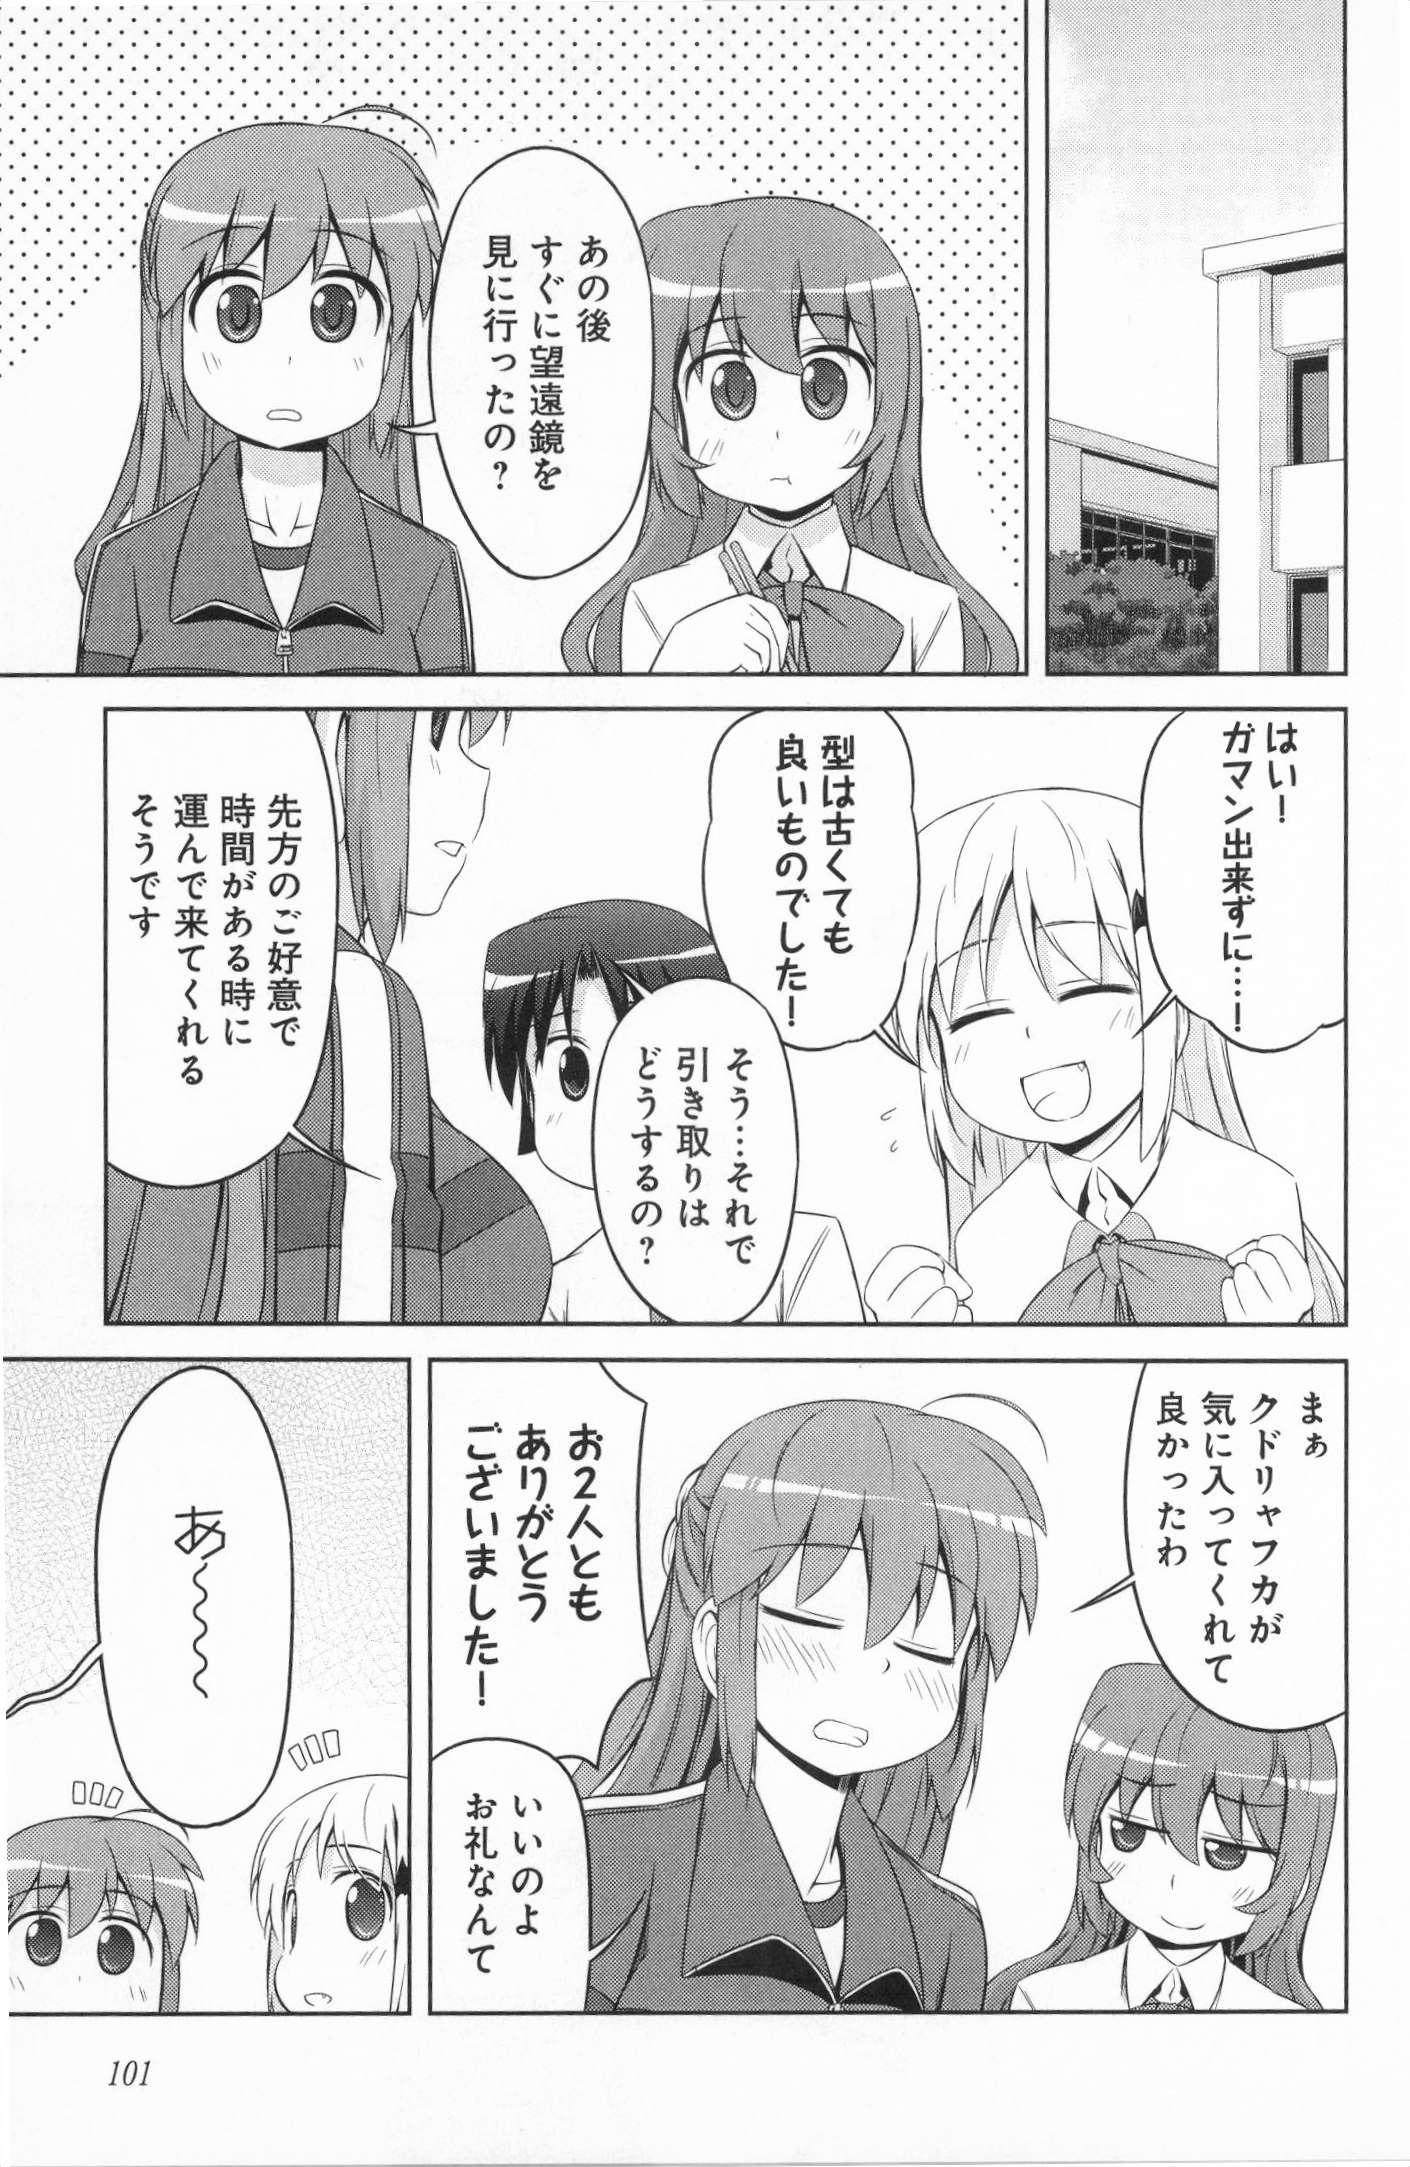 あの後
すぐに望遠鏡を
見に行ったの?
はい!
ガマン出来ずに…!
型は古くても
良いものでした!
そう…それで
引き取りは
どうするの?
先方のご好意で
時間がある時に
運んで来てくれる
そうです
まぁ
クドリャフカが
気に入ってくれて
良かったわ
お2人とも
ありがとう
ございました!
いいのよ
お礼なんて
あ〜〜〜
101